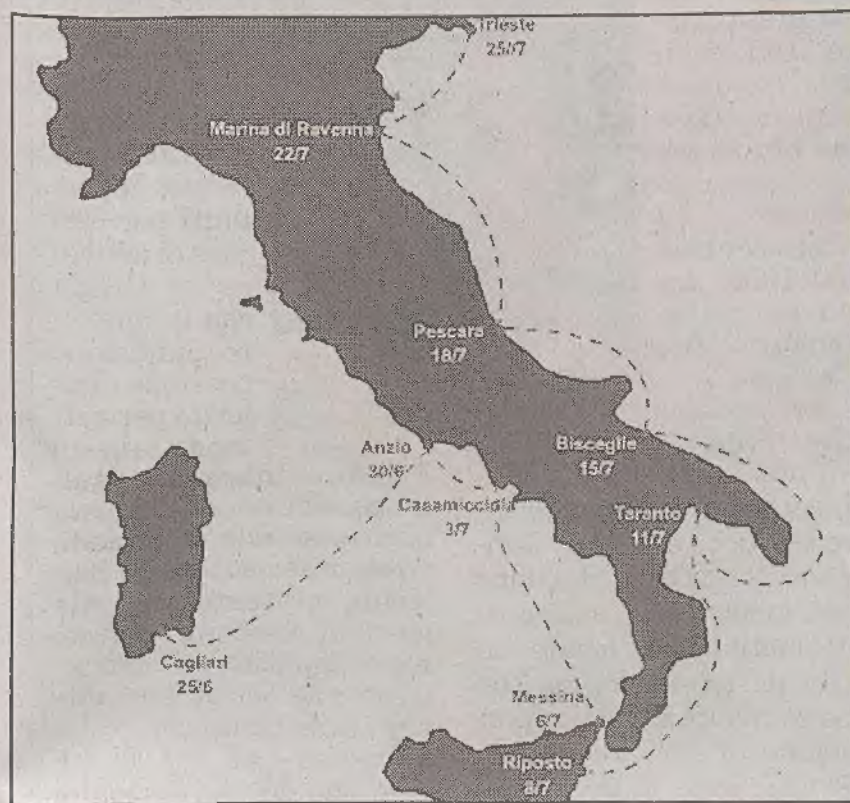 Trieste
25/7
Marina di Ravenna
22/7
Pescara
18/7
Bisceglie
15/7
Anzio
30/6
Casamicciola
3/7
Taranto
11/7
Cagliari
25/6
Messina
6/7
Riposto
8/7